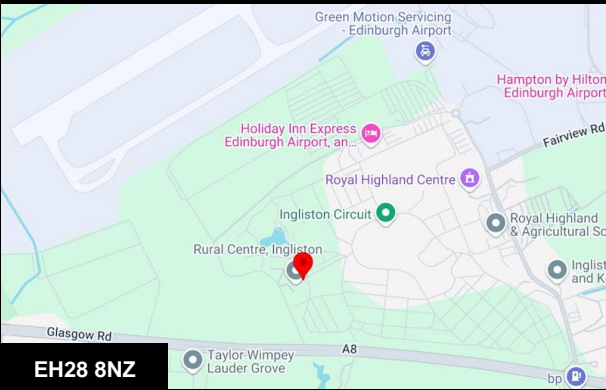 Green Motion Servicing
- Edinburgh Airport
Hampton by Hilton
Edinburgh Airport
Holiday Inn Express
Edinburgh Airport, an...
Fairview Rd
Royal Highland Centre
Ingliston Circuit
Royal Highland
& Agricultural So
Rural Centre, Ingliston
Inglist
and K
Glasgow Rd
A8
Taylor Wimpey
Lauder Grove
bp
EH28 8NZ